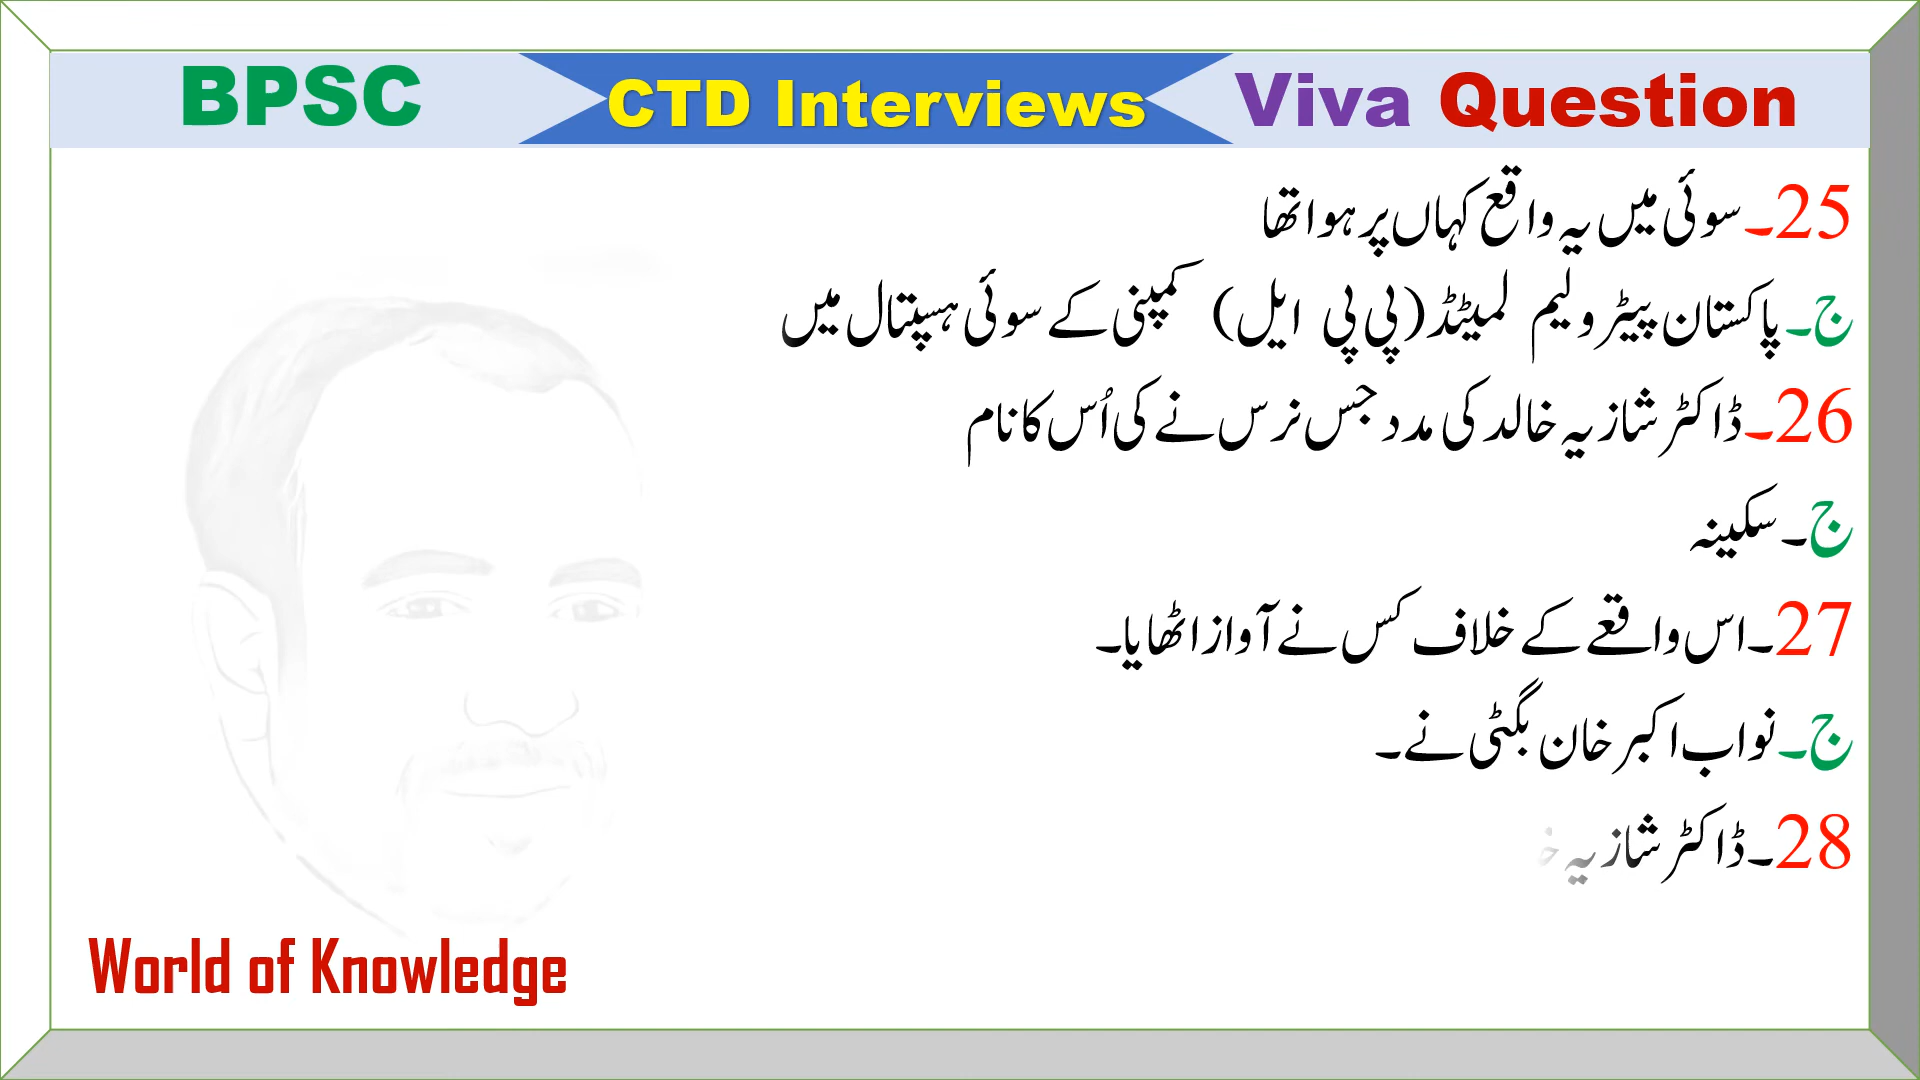 BPSC CTD Interviews Viva Question
25۔سوئی میں یہ واقع کہاں پر ہوا تھا
ج۔پاکستان پیٹرولیم لمیٹڈ(پی پی ایل) کمپنی کے سوئی ہسپتال میں
26۔ڈاکٹر شازیہ خالد کی مدد جس نرس نے کی اُس کا نام
ج۔سکینہ
27۔اس واقعے کے خلاف کس نے آواز اٹھایا۔
ج۔نواب اکبر خان بگٹی نے۔
28۔ڈاکٹر شازیہ
World of Knowledge